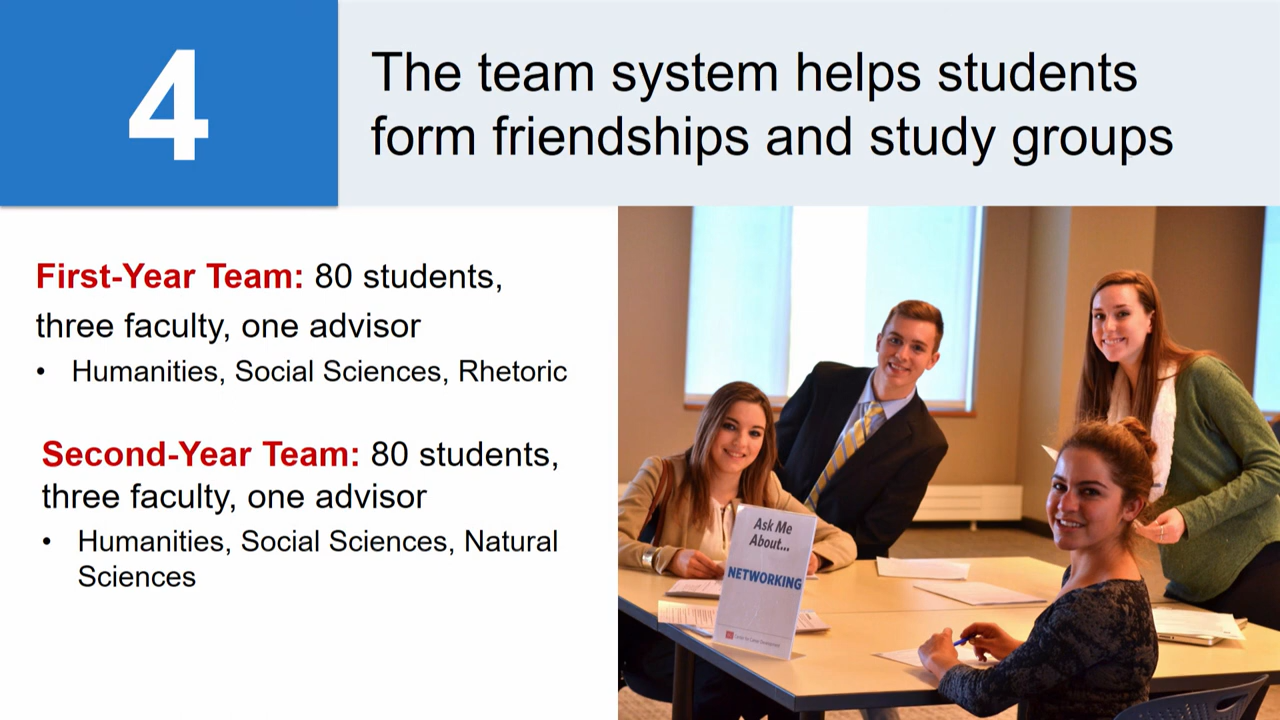 4
The team system helps students
form friendships and study groups
First-Year Team: 80 students,
three faculty, one advisor
• Humanities, Social Sciences, Rhetoric
Second-Year Team: 80 students,
three faculty, one advisor
• Humanities, Social Sciences, Natural
Sciences
Ask Me
About...
NETWORKING